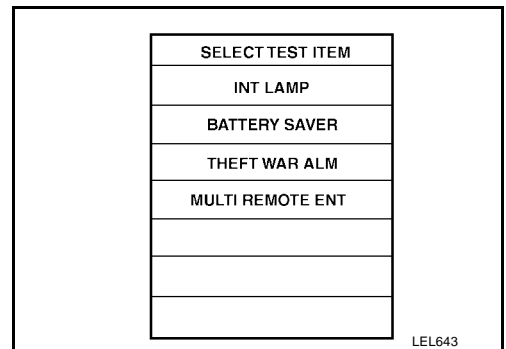 SELECT TEST ITEM
INT LAMP
BATTERY SAVER
THEFT WAR ALM
MULTI REMOTE ENT
LEL643